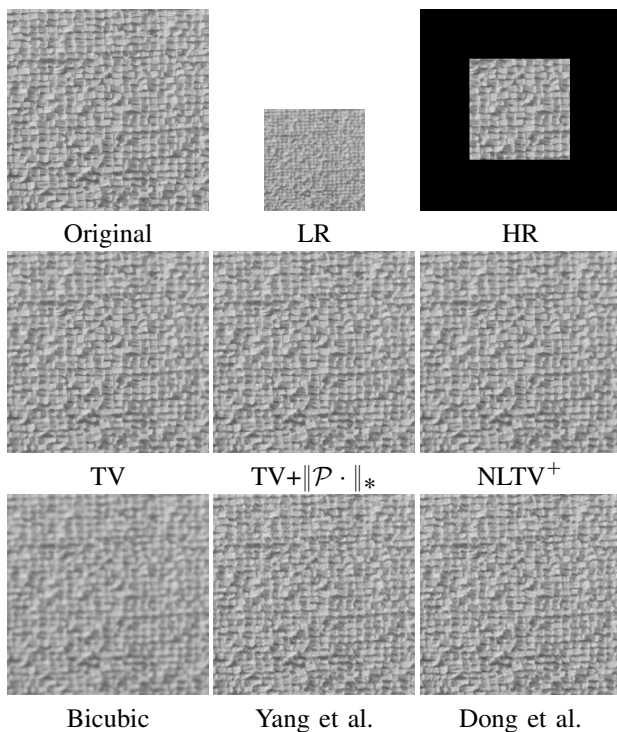 Original LR HR
TV TV+‖𝒫 · ‖∗ NLTV⁺
Bicubic Yang et al. Dong et al.